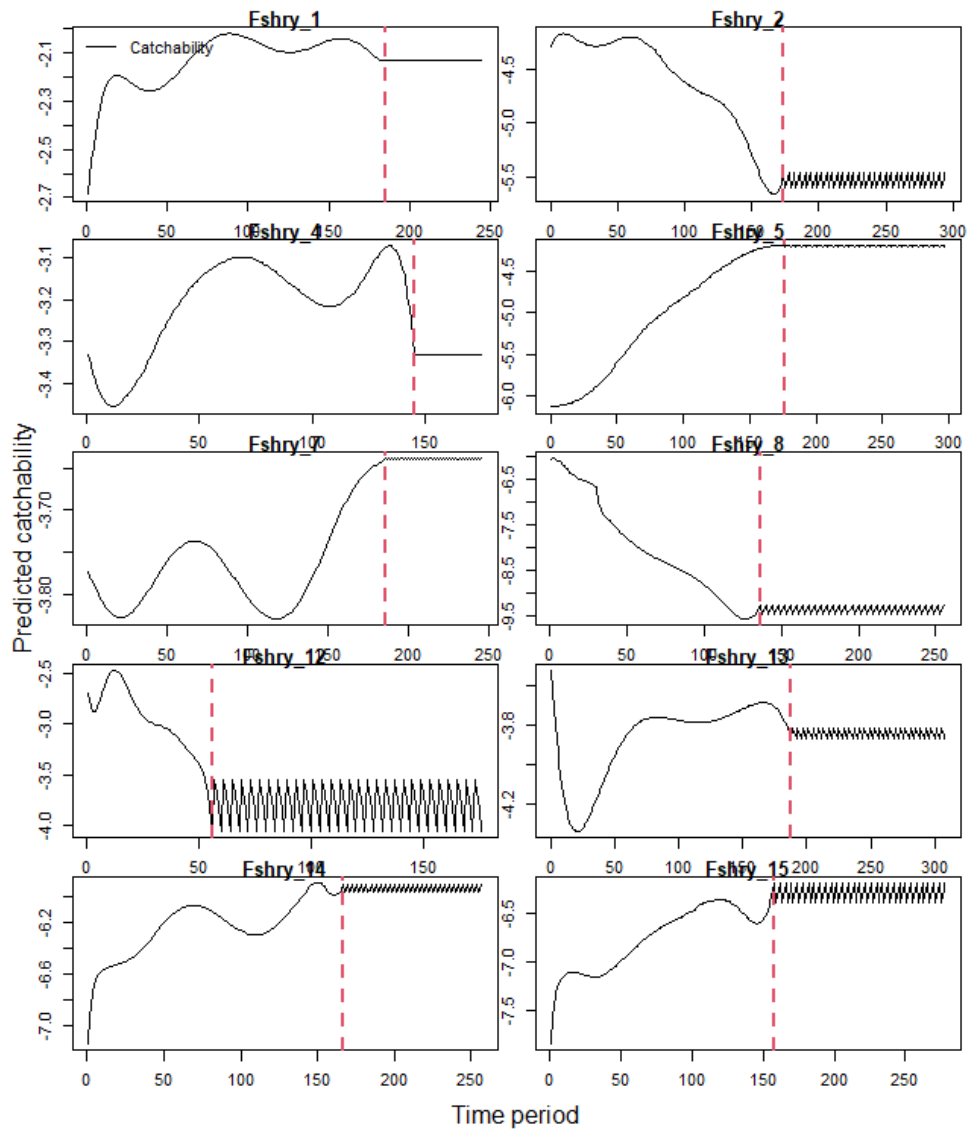 Fshry_1
Catchability
-2.1
-2.3
-2.5
-2.7
0 50 100 150 200 250
Fshry_2
-4.5
-5.0
-5.5
0 50 100 150 200 250 300
Fshry_4
-3.1
-3.2
-3.3
-3.4
0 50 100 150
Fshry_5
-4.5
-5.0
-5.5
-6.0
0 50 100 150 200 250 300
Fshry_7
-3.70
-3.80
0 50 100 150 200 250
Fshry_8
-6.5
-7.5
-8.5
-9.5
0 50 100 150 200 250
Fshry_12
-2.5
-3.0
-3.5
-4.0
0 50 100 150
Fshry_13
-3.8
-4.2
0 50 100 150 200 250 300
Fshry_14
-6.2
-6.6
-7.0
0 50 100 150 200 250
Fshry_15
-6.5
-7.0
-7.5
0 50 100 150 200 250
Predicted catchability
Time period